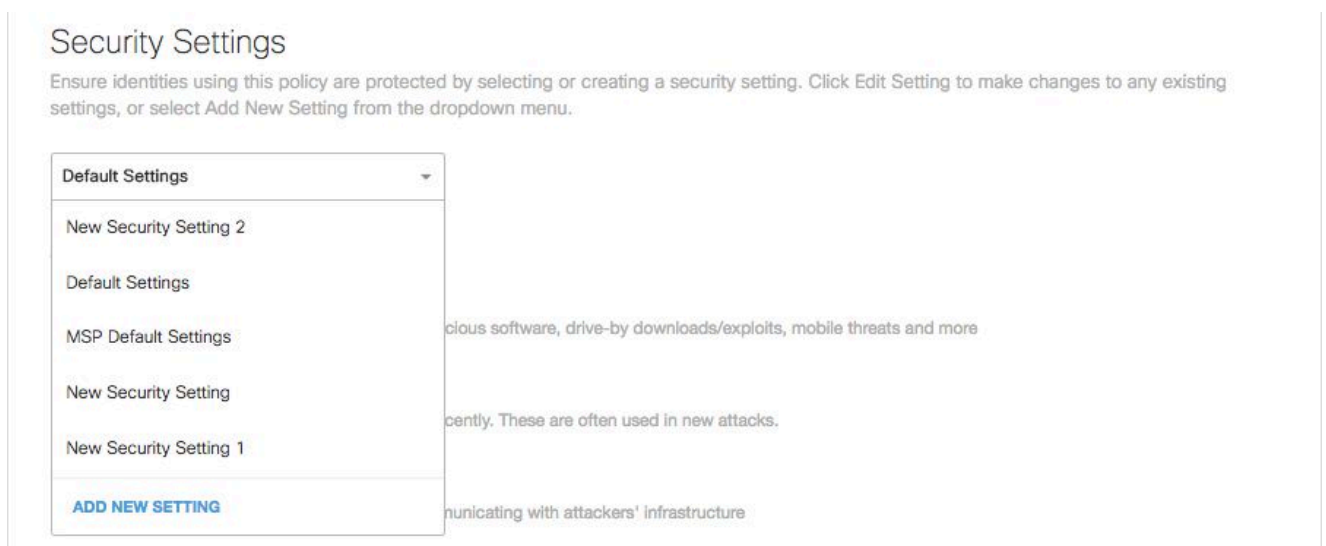 Security Settings
Ensure identities using this policy are protected by selecting or creating a security setting. Click Edit Setting to make changes to any existing
settings, or select Add New Setting from the dropdown menu.
Default Settings
New Security Setting 2
Default Settings
MSP Default Settings
cious software, drive-by downloads/exploits, mobile threats and more
New Security Setting
cently. These are often used in new attacks.
New Security Setting 1
ADD NEW SETTING
nunicating with attackers' infrastructure